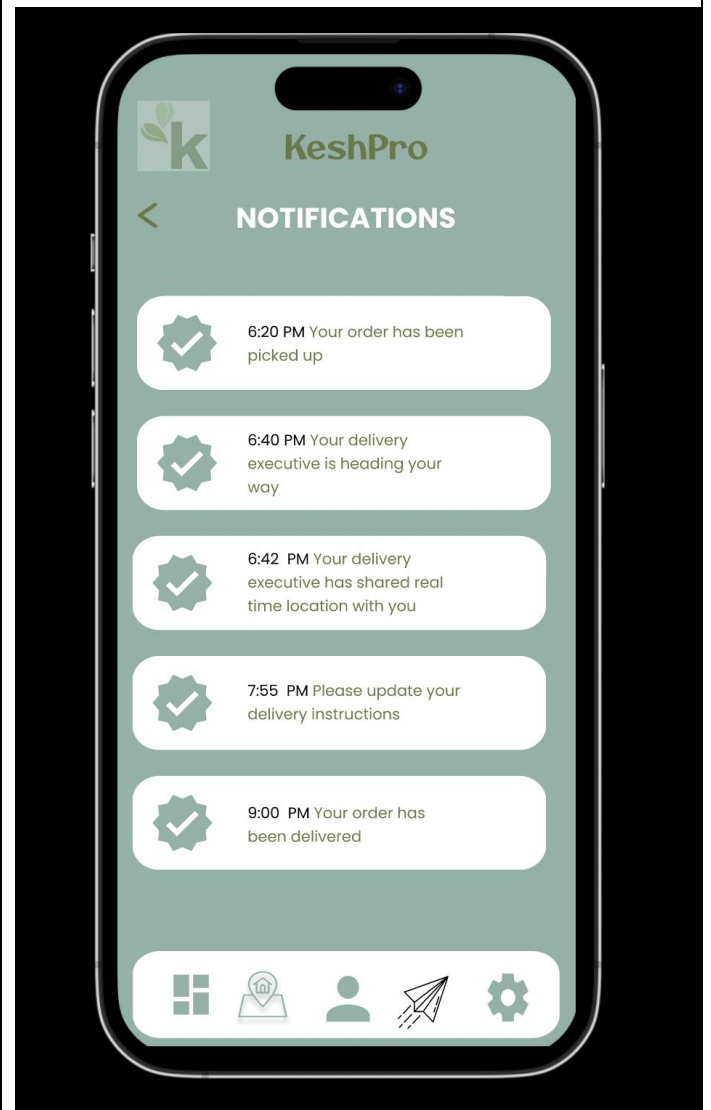 k
KeshPro
<
NOTIFICATIONS
6:20 PM Your order has been
picked up
6:40 PM Your delivery
executive is heading your
way
6:42 PM Your delivery
executive has shared real
time location with you
7:55 PM Please update your
delivery instructions
9:00 PM Your order has
been delivered